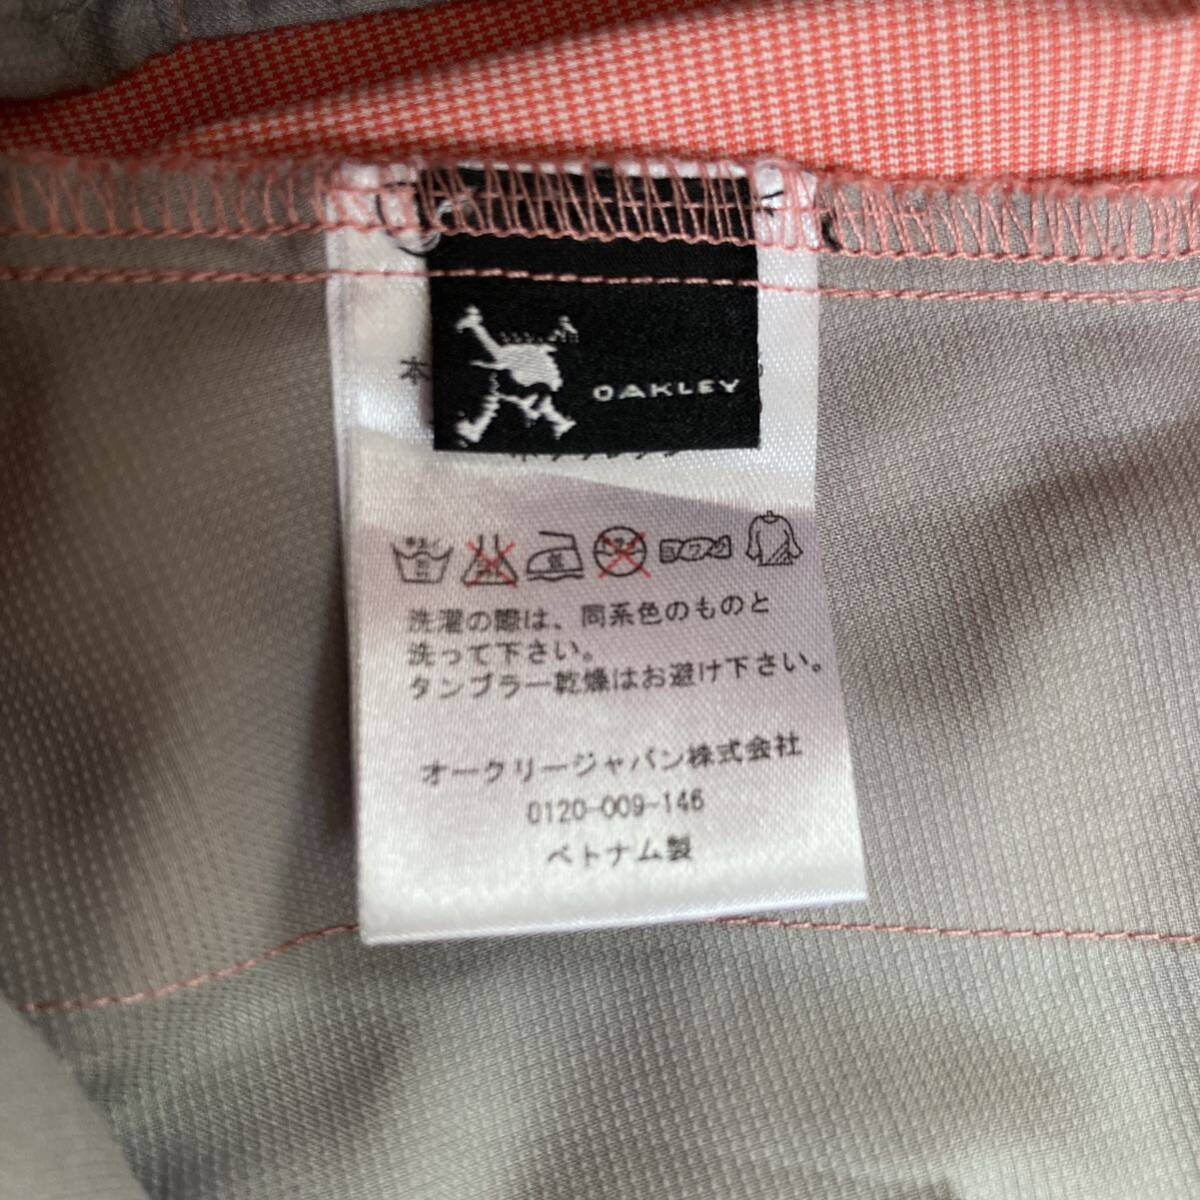 本
OAKLEY
洗濯の際は、同系色のものと
洗って下さい。
タンブラー乾燥はお避け下さい。
オークリージャパン株式会社
0120-009-146
ベトナム製